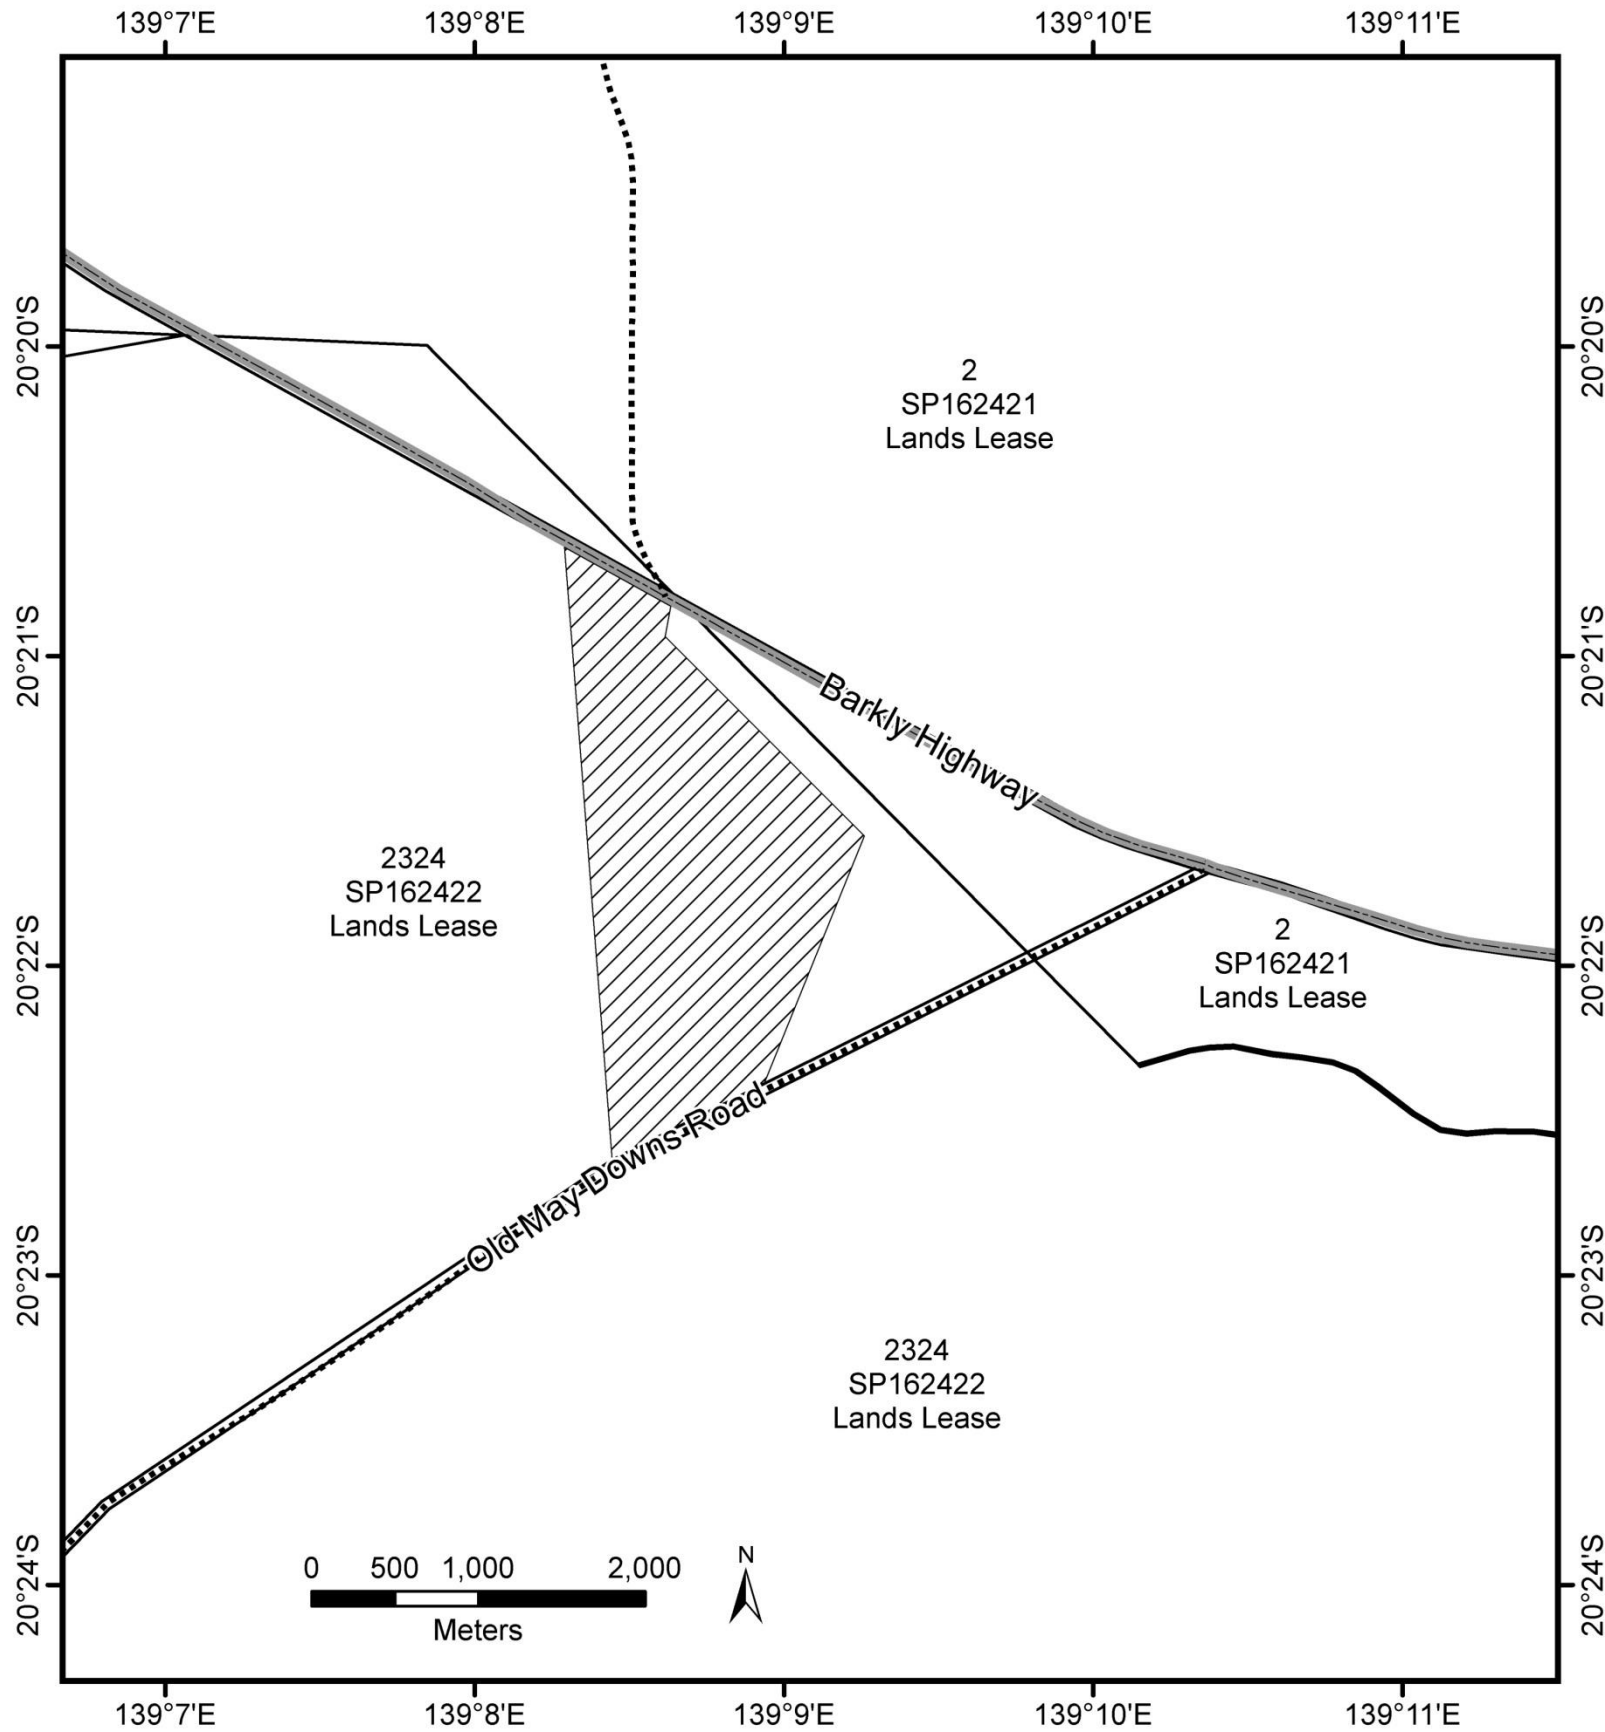 139°7'E 139°8'E 139°9'E 139°10'E 139°11'E
20°20'S
20°20'S
2
SP162421
Lands Lease
20°21'S
20°21'S
Barkly Highway
2324
SP162422
Lands Lease
20°22'S
20°22'S
2
SP162421
Lands Lease
Old May Downs Road
20°23'S
20°23'S
2324
SP162422
Lands Lease
20°24'S
20°24'S
0 500 1,000 2,000
Meters
N
139°7'E 139°8'E 139°9'E 139°10'E 139°11'E